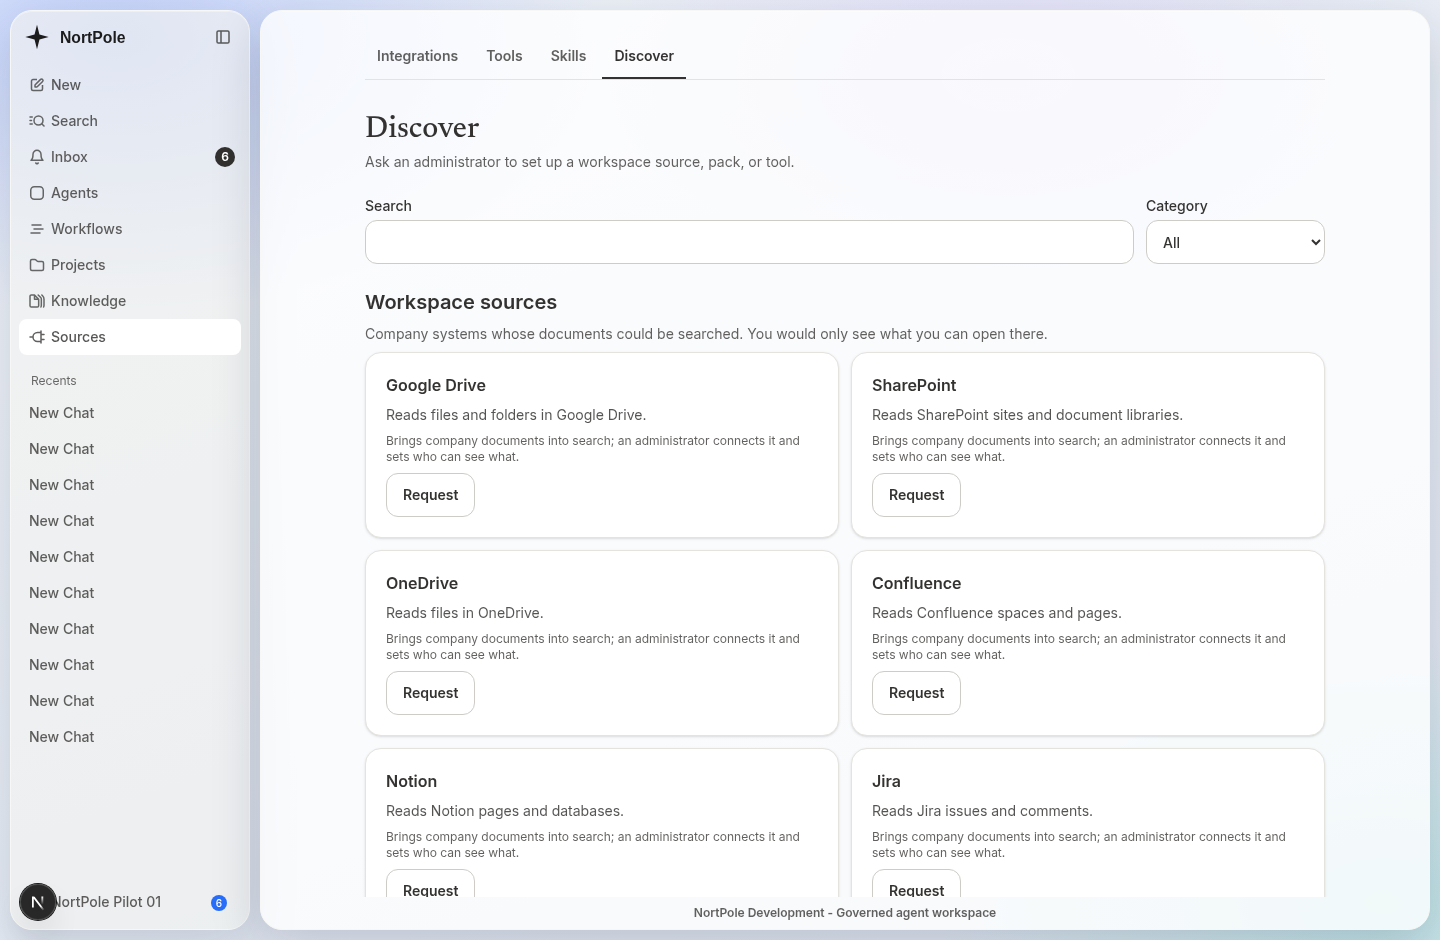 NortPole
New
Search
Inbox
6
Agents
Workflows
Projects
Knowledge
Sources
Recents
New Chat
New Chat
New Chat
New Chat
New Chat
New Chat
New Chat
New Chat
New Chat
New Chat
N
NortPole Pilot 01
6
Integrations
Tools
Skills
Discover
Discover
Ask an administrator to set up a workspace source, pack, or tool.
Search
Category
All
Workspace sources
Company systems whose documents could be searched. You would only see what you can open there.
Google Drive
Reads files and folders in Google Drive.
Brings company documents into search; an administrator connects it and
sets who can see what.
Request
SharePoint
Reads SharePoint sites and document libraries.
Brings company documents into search; an administrator connects it and
sets who can see what.
Request
OneDrive
Reads files in OneDrive.
Brings company documents into search; an administrator connects it and
sets who can see what.
Request
Confluence
Reads Confluence spaces and pages.
Brings company documents into search; an administrator connects it and
sets who can see what.
Request
Notion
Reads Notion pages and databases.
Brings company documents into search; an administrator connects it and
sets who can see what.
Request
Jira
Reads Jira issues and comments.
Brings company documents into search; an administrator connects it and
sets who can see what.
Request
NortPole Development - Governed agent workspace